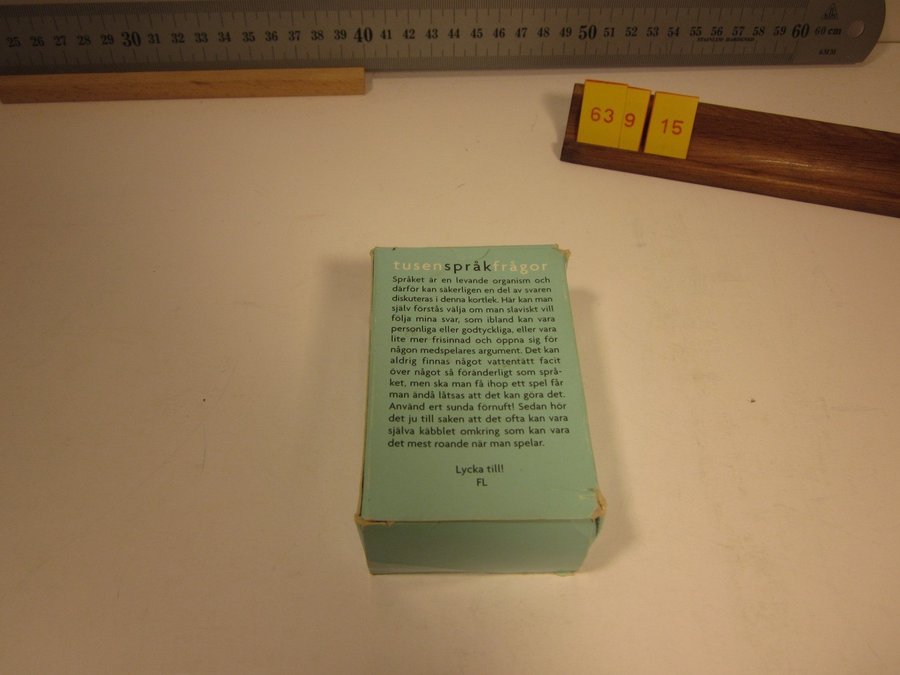 25 26 27 28 29 30 31 32 33 34 35 36 37 38 39 40 41 42 43 44 45 46 47 48 49 50 51 52 53 54 55 56 57 58 59 60 60 cm
STAINLESS HARDENED
6MM
63 9 15
tusenspråkfrågor
Språket är en levande organism och
därför kan säkerligen en del av svaren
diskuteras i denna kortlek. Här kan man
själv förstås välja om man slaviskt vill
följa mina svar, som ibland kan vara
personliga eller godtyckliga, eller vara
lite mer frisinnad och öppna sig för
någon medspelares argument. Det kan
aldrig finnas något vattentätt facit
över något så föränderligt som språ-
ket, men ska man få ihop ett spel får
man ändå låtsas att det kan göra det.
Använd ert sunda förnuft! Sedan hör
det ju till saken att det ofta kan vara
själva käbblet omkring som kan vara
det mest roande när man spelar.
Lycka till!
FL